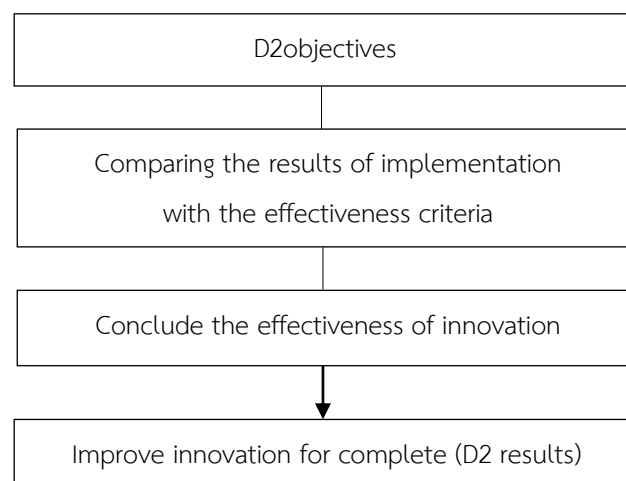 D2objectives
Comparing the results of implementation
with the effectiveness criteria
Conclude the effectiveness of innovation
Improve innovation for complete (D2 results)